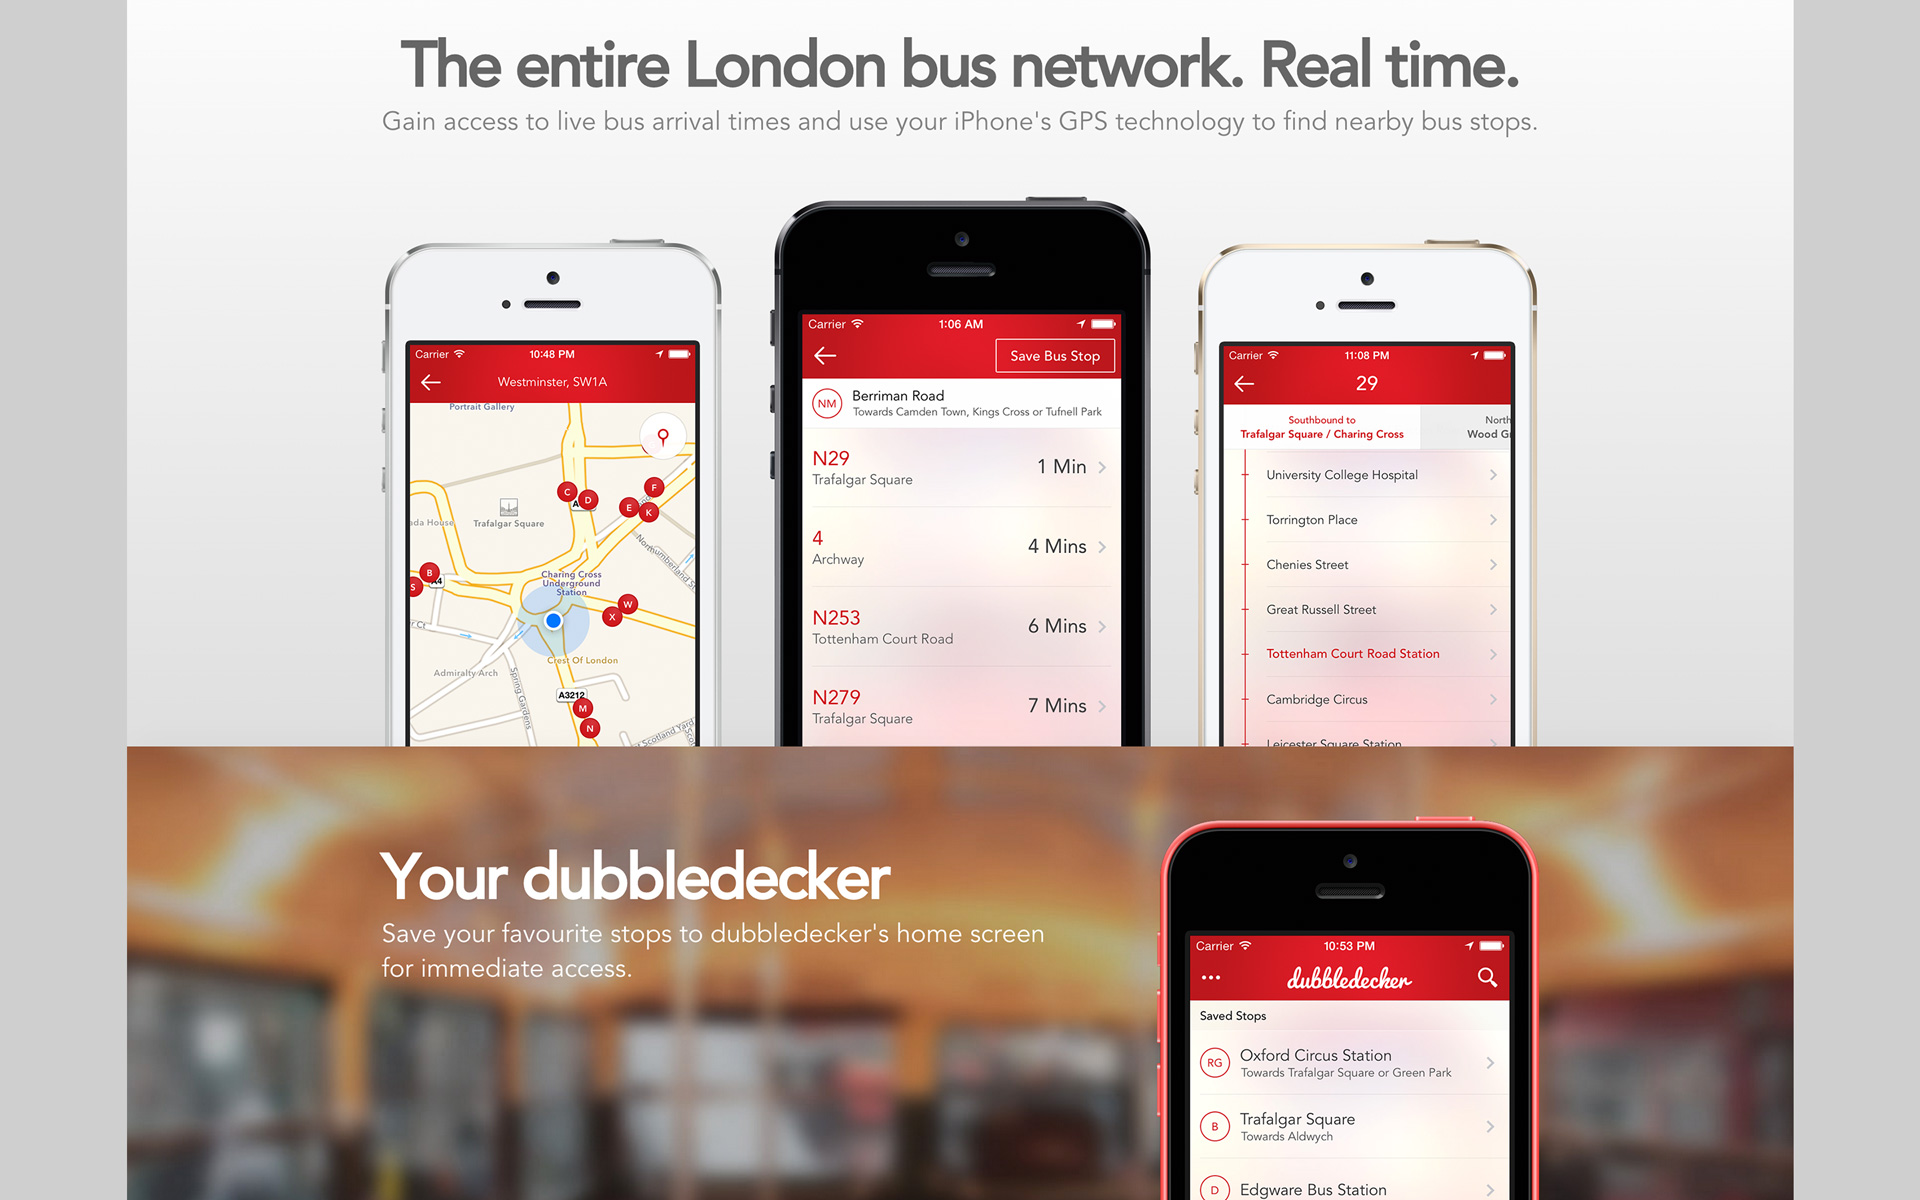 The entire London bus network. Real time.
Gain access to live bus arrival times and use your iPhone's GPS technology to find nearby bus stops.
Carrier 10:48 PM
Westminster, SW1A
Portrait Gallery
C
D
F
E
K
Trafalgar Square
Northumberland
B
A4
S
Charing Cross
Underground
Station
W
X
Crest Of London
Admiralty Arch
Spring Gardens
A3212
M
N
Scotland Yard
Carrier 1:06 AM
Save Bus Stop
NM Berriman Road
Towards Camden Town, Kings Cross or Tufnell Park
N29 1 Min
Trafalgar Square
4 4 Mins
Archway
N253 6 Mins
Tottenham Court Road
N279 7 Mins
Trafalgar Square
Carrier 11:08 PM
29
Southbound to North
Trafalgar Square / Charing Cross Wood G
University College Hospital
Torrington Place
Chenies Street
Great Russell Street
Tottenham Court Road Station
Cambridge Circus
Leicester Square Station
Your dubbledecker
Save your favourite stops to dubbledecker's home screen
for immediate access.
Carrier 10:53 PM
dubbledecker
Saved Stops
RG Oxford Circus Station
Towards Trafalgar Square or Green Park
B Trafalgar Square
Towards Aldwych
D Edgware Bus Station